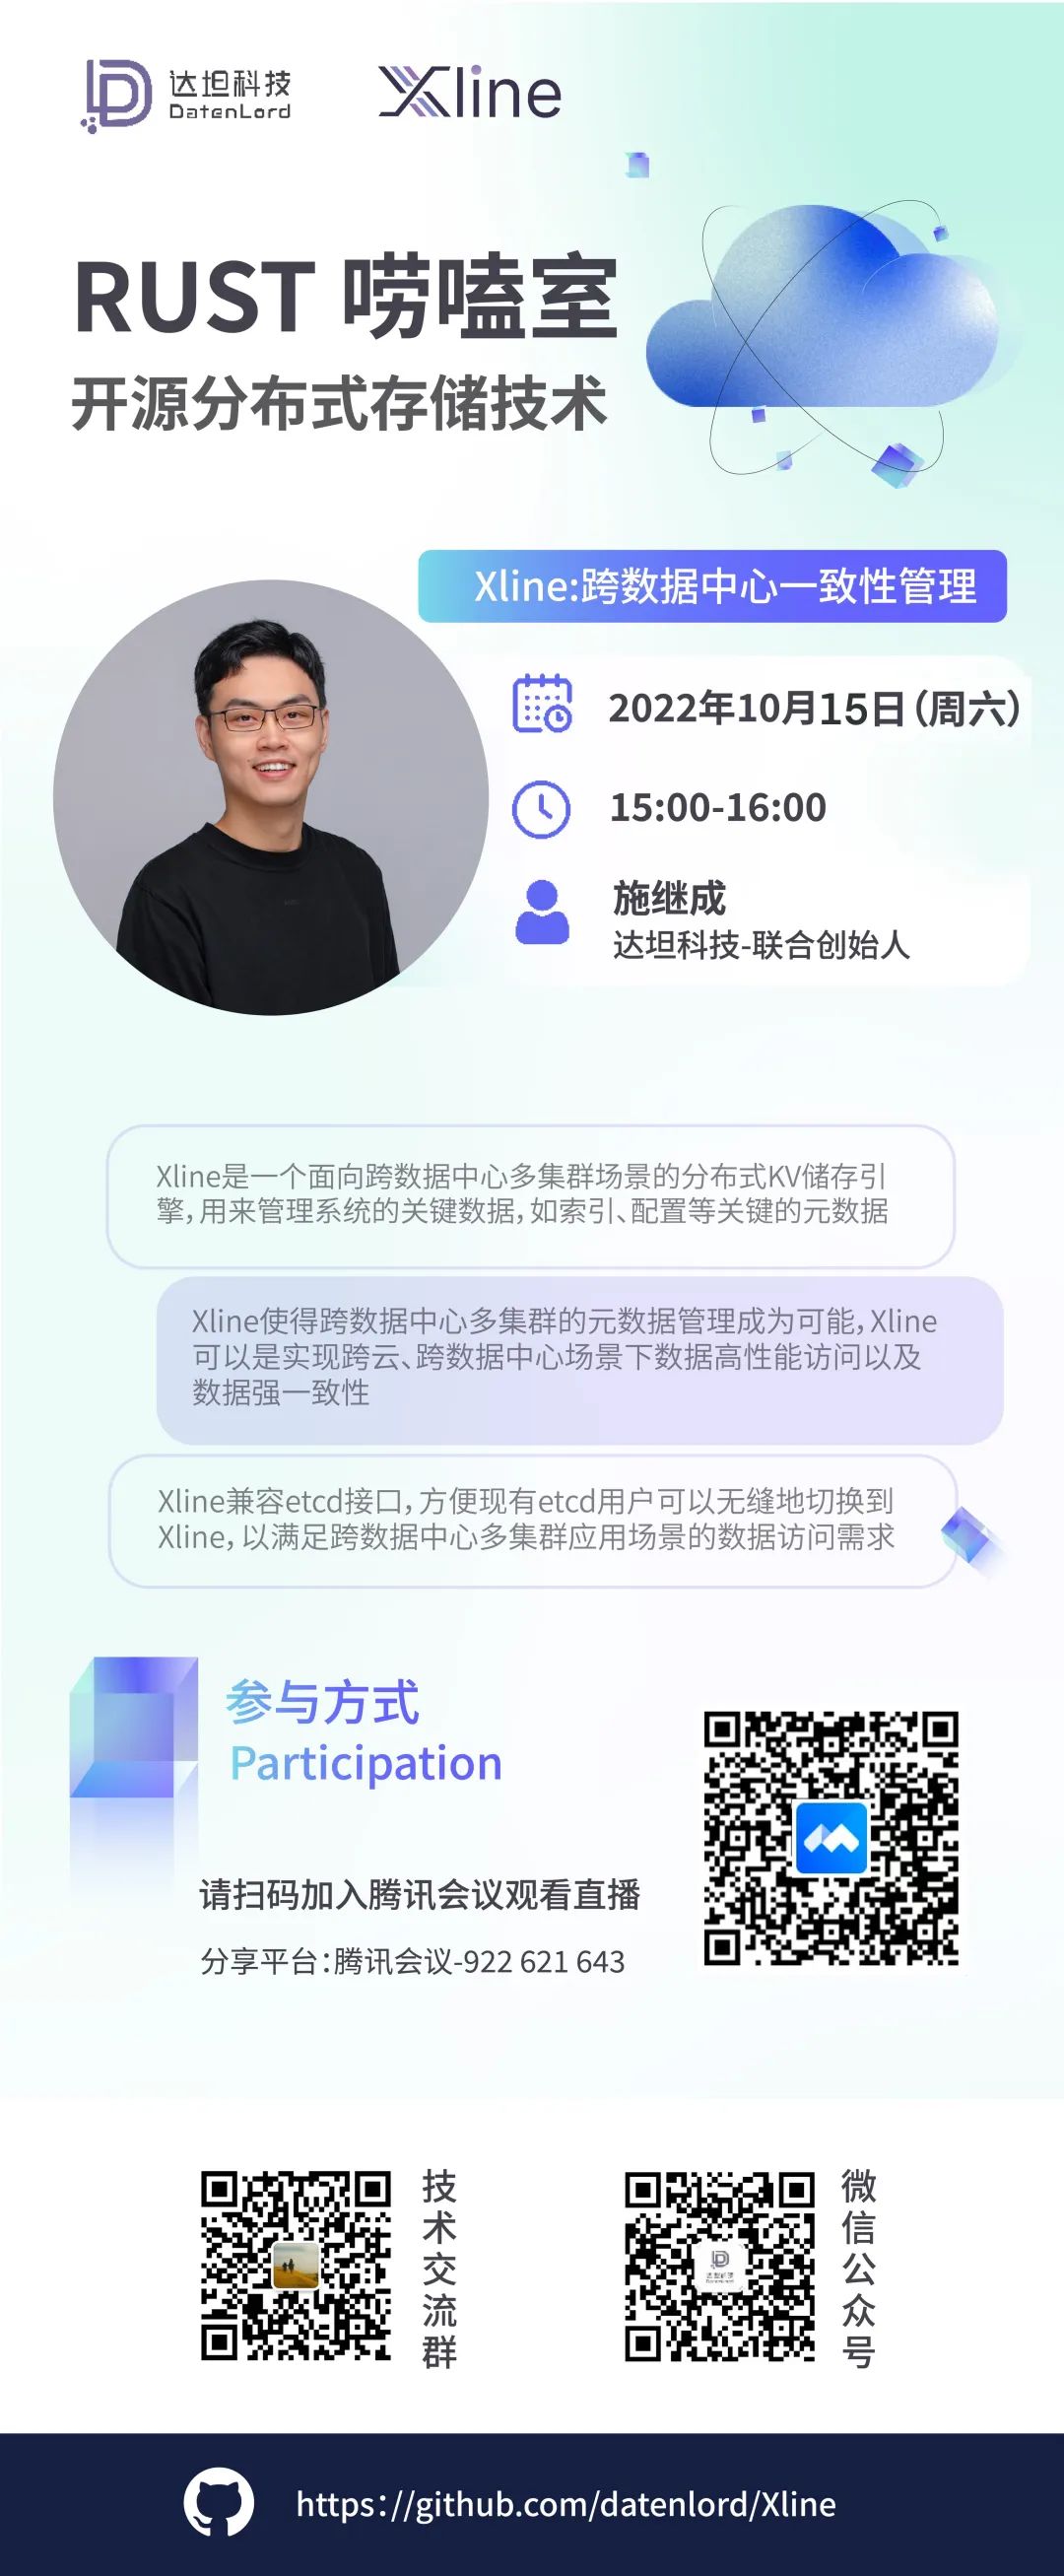 达坦科技
DatenLord
Xline
RUST 唠嗑室
开源分布式存储技术
Xline:跨数据中心一致性管理
2022年10月15日（周六）
15:00-16:00
施继成
达坦科技-联合创始人
Xline是一个面向跨数据中心多集群场景的分布式KV储存引
擎，用来管理系统的关键数据，如索引、配置等关键的元数据
Xline使得跨数据中心多集群的元数据管理成为可能，Xline
可以是实现跨云、跨数据中心场景下数据高性能访问以及
数据强一致性
Xline兼容etcd接口，方便现有etcd用户可以无缝地切换到
Xline，以满足跨数据中心多集群应用场景的数据访问需求
参与方式
Participation
请扫码加入腾讯会议观看直播
分享平台：腾讯会议-922 621 643
技术交流群
达坦科技
微信公众号
https://github.com/datenlord/Xline